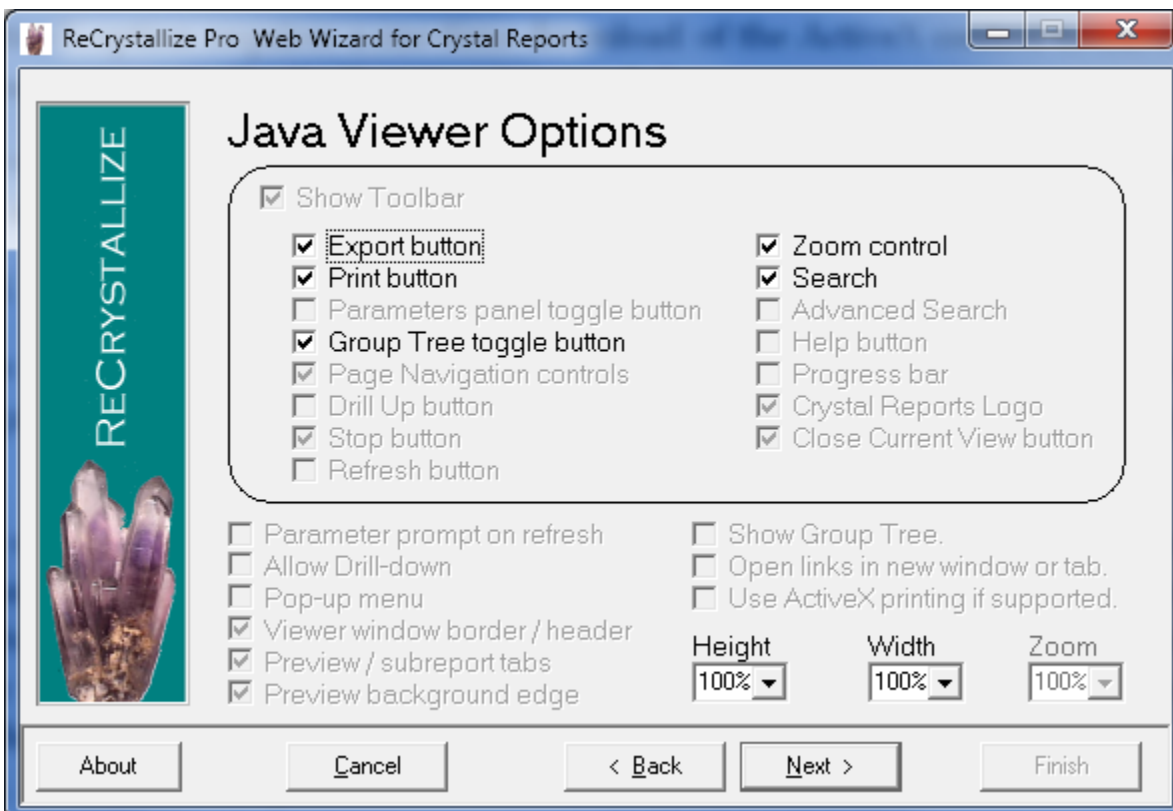 ReCrystallize Pro Web Wizard for Crystal Reports
RECRYSTALLIZE
Java Viewer Options
Show Toolbar
Export button
Print button
Parameters panel toggle button
Group Tree toggle button
Page Navigation controls
Drill Up button
Stop button
Refresh button
Zoom control
Search
Advanced Search
Help button
Progress bar
Crystal Reports Logo
Close Current View button
Parameter prompt on refresh
Allow Drill-down
Pop-up menu
Viewer window border / header
Preview / subreport tabs
Preview background edge
Show Group Tree.
Open links in new window or tab.
Use ActiveX printing if supported.
Height Width Zoom
100% 100% 100%
About Cancel < Back Next > Finish